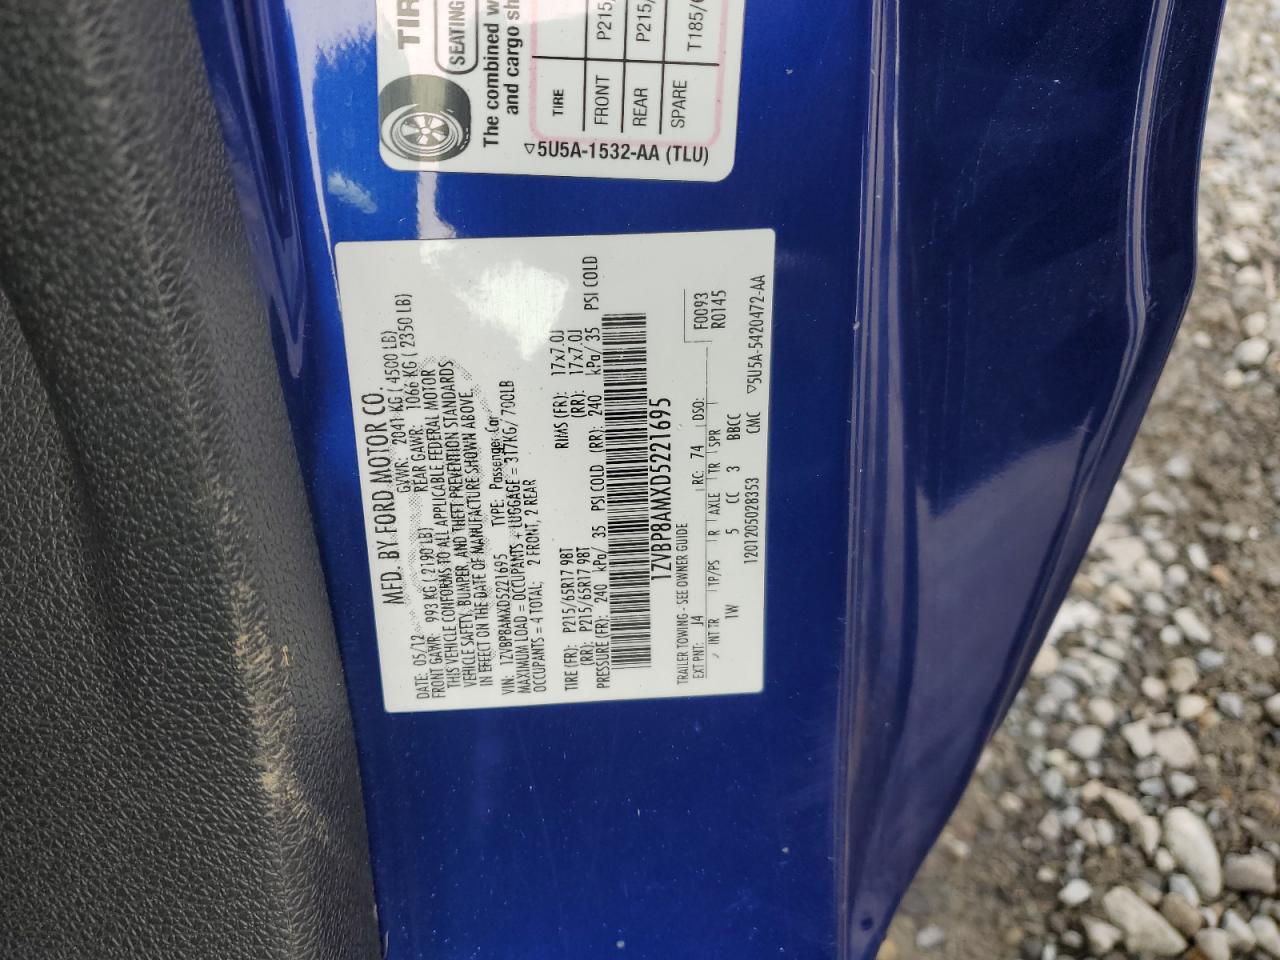 TIR
SEATING
The combined w
and cargo sh
TIRE
FRONT P215/
REAR P215/
SPARE T185/6
▽5U5A-1532-AA (TLU)
MFD. BY FORD MOTOR CO.
DATE: 05/12 GVWR: 2041 KG ( 4500 LB)
FRONT GAWR: 993 KG ( 2190 LB) REAR GAWR: 1066 KG ( 2350 LB)
THIS VEHICLE CONFORMS TO ALL APPLICABLE FEDERAL MOTOR
VEHICLE SAFETY, BUMPER, AND THEFT PREVENTION STANDARDS
IN EFFECT ON THE DATE OF MANUFACTURE SHOWN ABOVE.
VIN: 1ZVBP8AMXD5221695 TYPE: Passenger Car
MAXIMUM LOAD = OCCUPANTS + LUGGAGE = 317KG/ 700LB
OCCUPANTS = 4 TOTAL; 2 FRONT, 2 REAR
TIRE (FR): P215/65R17 98T RIMS (FR): 17x7.0J
(RR): P215/65R17 98T (RR): 17x7.0J
PRESSURE (FR): 240 kPa/ 35 PSI COLD (RR): 240 kPa/ 35 PSI COLD
1ZVBP8AMXD5221695
TRAILER TOWING - SEE OWNER GUIDE F0093
EXT PNT: J4 RC: 74 DSO: R0145
INT TR TP/PS R AXLE TR SPR
1W 5 CC 3 BBCC
1201205028353 CMC ▽5U5A-5420472-AA